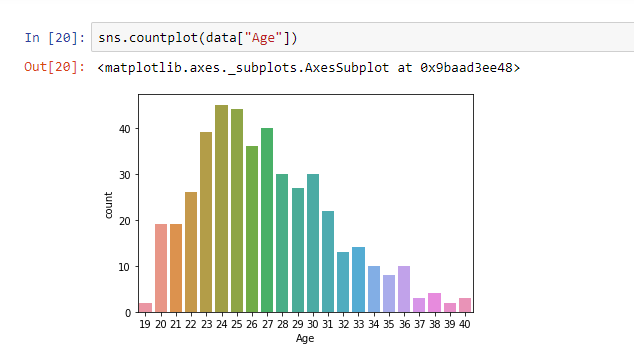 In [20]: sns.countplot(data["Age"])
Out[20]: <matplotlib.axes._subplots.AxesSubplot at 0x9baad3ee48>
40
30
20
10
0
count
19 20 21 22 23 24 25 26 27 28 29 30 31 32 33 34 35 36 37 38 39 40
Age